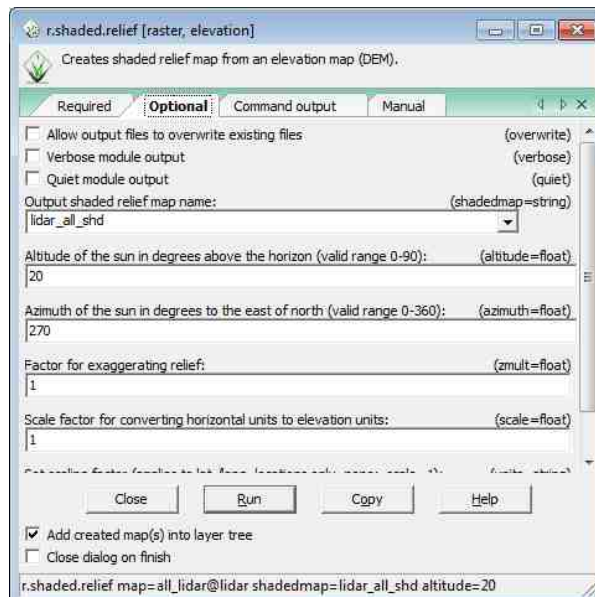 r.shaded.relief [raster, elevation]
Creates shaded relief map from an elevation map (DEM).
Required Optional Command output Manual
Allow output files to overwrite existing files (overwrite)
Verbose module output (verbose)
Quiet module output (quiet)
Output shaded relief map name: (shadedmap=string)
lidar_all_shd
Altitude of the sun in degrees above the horizon (valid range 0-90): (altitude=float)
20
Azimuth of the sun in degrees to the east of north (valid range 0-360): (azimuth=float)
270
Factor for exaggerating relief: (zmult=float)
1
Scale factor for converting horizontal units to elevation units: (scale=float)
1
Close Run Copy Help
Add created map(s) into layer tree
Close dialog on finish
r.shaded.relief map=all_lidar@lidar shadedmap=lidar_all_shd altitude=20